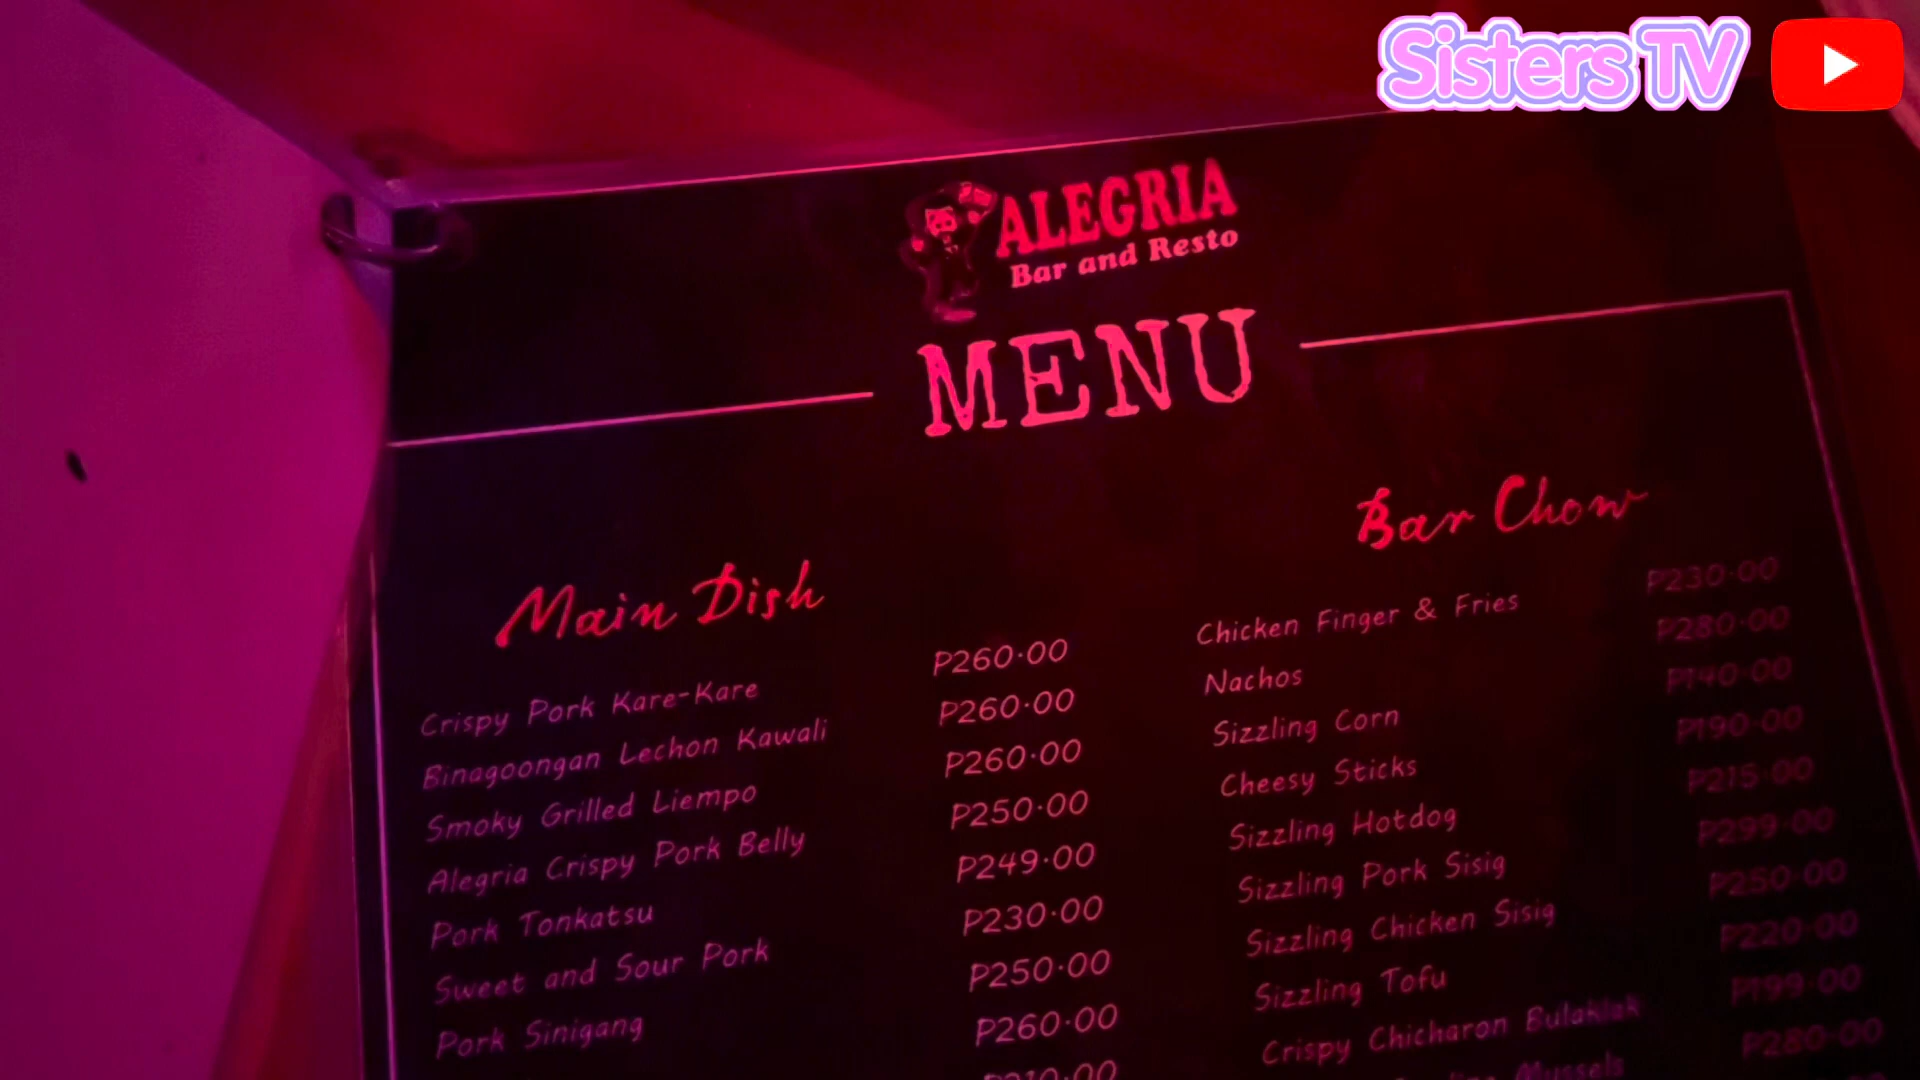 Sisters TV
ALEGRIA
Bar and Resto
MENU
Main Dish
Crispy Pork Kare-Kare P260.00
Binagoongan Lechon Kawali P260.00
Smoky Grilled Liempo P260.00
Alegria Crispy Pork Belly P250.00
Pork Tonkatsu P249.00
Sweet and Sour Pork P230.00
Pork Sinigang P250.00
P260.00
P210.00
Bar Chow
Chicken Finger & Fries P230.00
Nachos P280.00
Sizzling Corn P140.00
Cheesy Sticks P190.00
Sizzling Hotdog P215.00
Sizzling Pork Sisig P299.00
Sizzling Chicken Sisig P250.00
Sizzling Tofu P220.00
Crispy Chicharon Bulaklak P199.00
Mussels P280.00